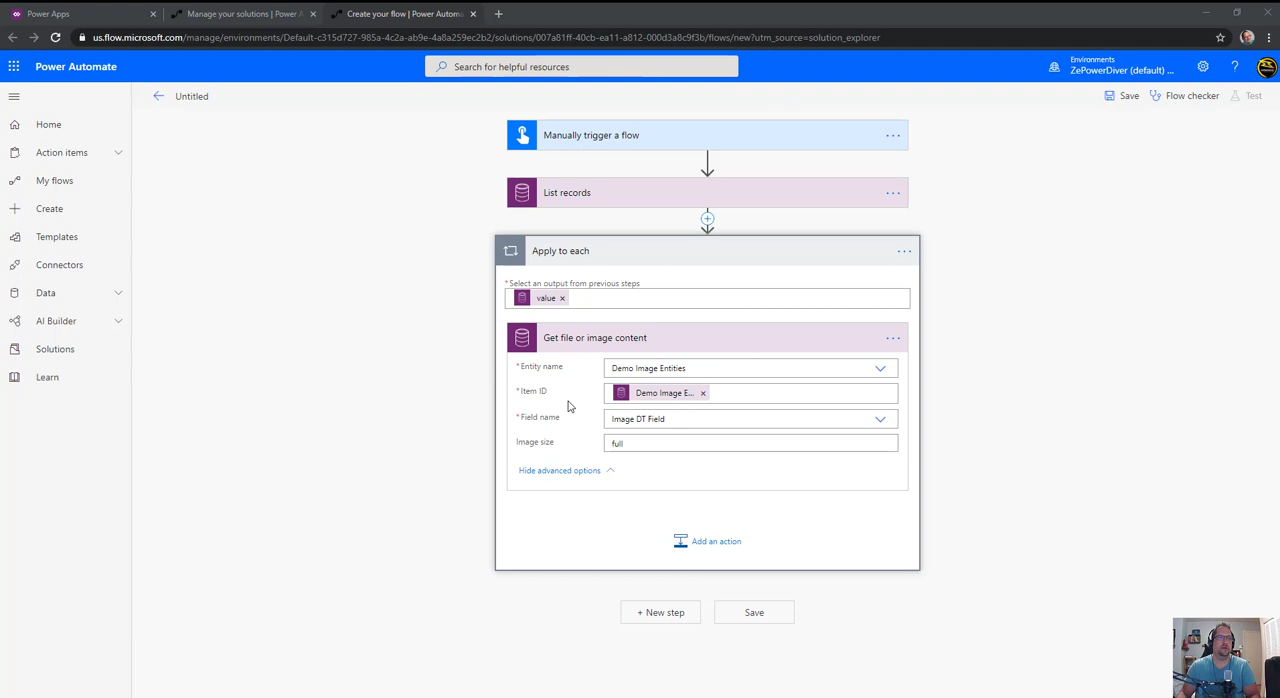 Power Apps
Manage your solutions | Power A
Create your flow | Power Automa
us.flow.microsoft.com/manage/environments/Default-c315d727-985a-4c2a-ab9e-4a8a259ec2b2/solutions/007a81ff-40cb-ea11-a812-000d3a8c9f3b/flows/new?utm_source=solution_explorer
Power Automate
Search for helpful resources
Environments
ZePowerDiver (default) ...
Untitled
Save
Flow checker
Test
Home
Action items
My flows
Create
Templates
Connectors
Data
AI Builder
Solutions
Learn
Manually trigger a flow
List records
Apply to each
* Select an output from previous steps
value ×
Get file or image content
* Entity name
Demo Image Entities
* Item ID
Demo Image E... ×
* Field name
Image DT Field
Image size
full
Hide advanced options
Add an action
+ New step
Save